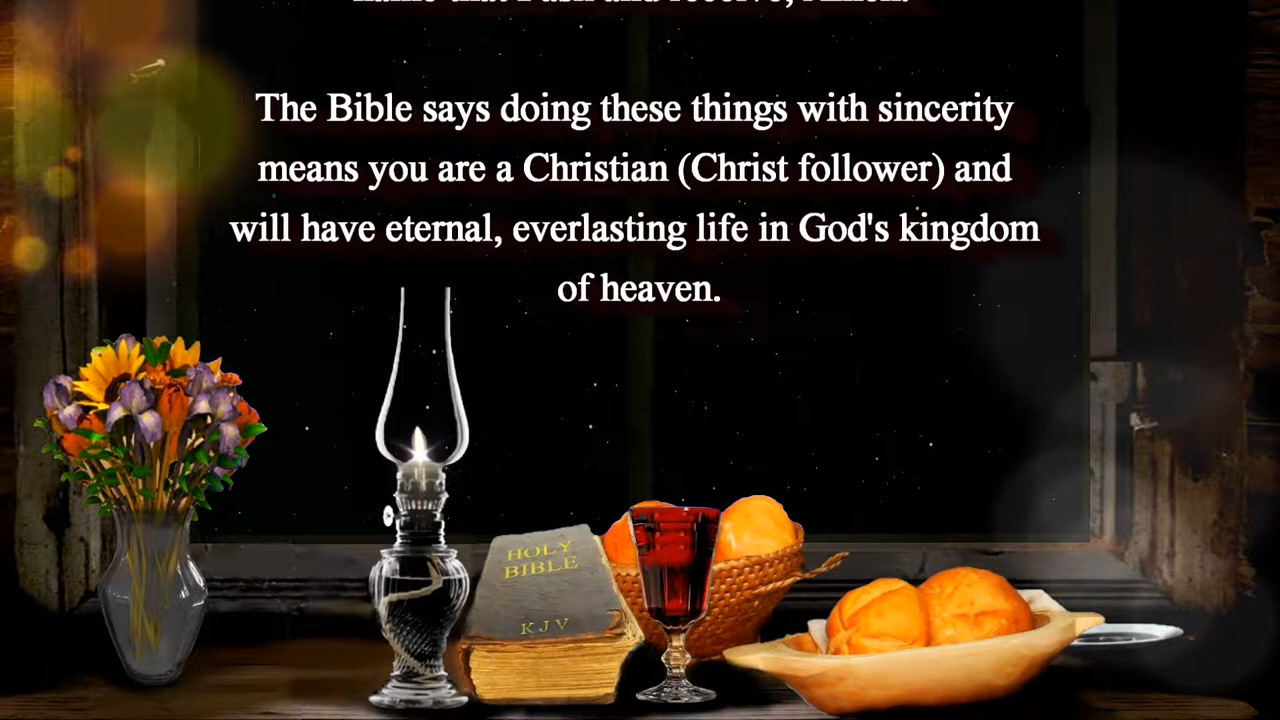 The Bible says doing these things with sincerity
means you are a Christian (Christ follower) and
will have eternal, everlasting life in God's kingdom
of heaven.
HOLY
BIBLE
KJV